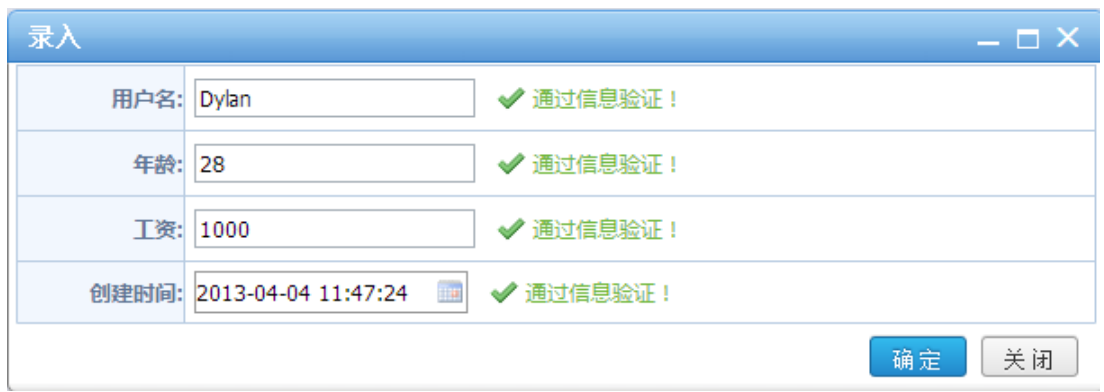 录入
用户名: Dylan 通过信息验证！
年龄: 28 通过信息验证！
工资: 1000 通过信息验证！
创建时间: 2013-04-04 11:47:24 通过信息验证！
确定 关闭